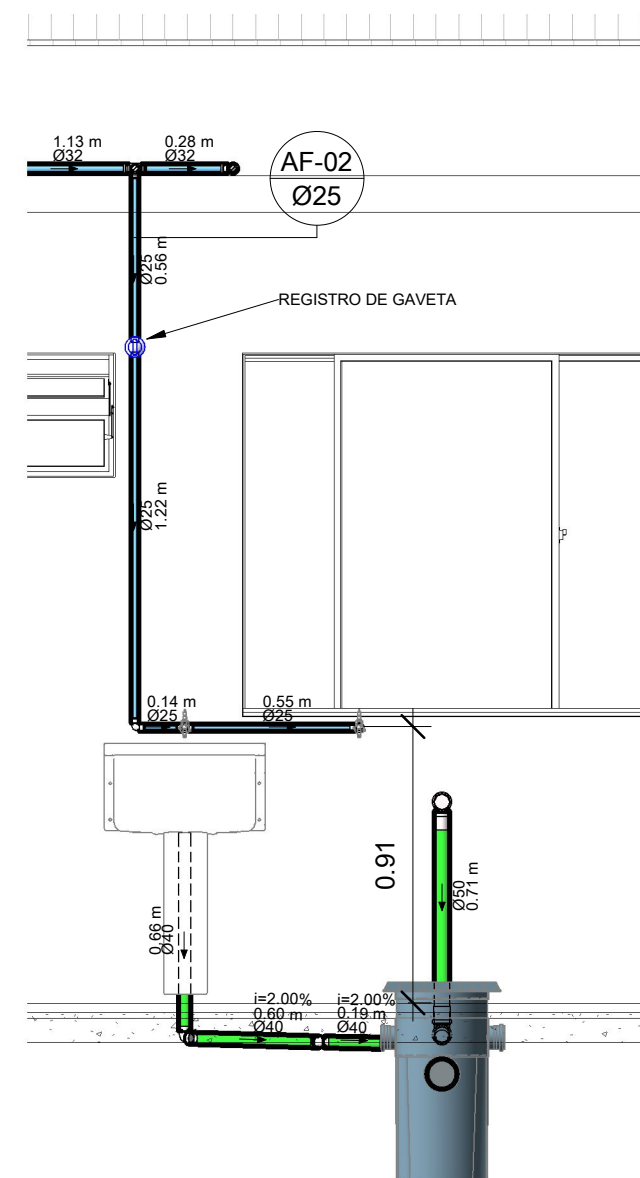 1.13 m
Ø32
0.28 m
Ø32
AF-02
Ø25
Ø25
0.56 m
REGISTRO DE GAVETA
Ø25
1.22 m
0.14 m
Ø25
0.55 m
Ø25
0.91
Ø50
0.71 m
0.66 m
Ø40
i=2.00%
0.60 m
Ø40
i=2.00%
0.19 m
Ø40